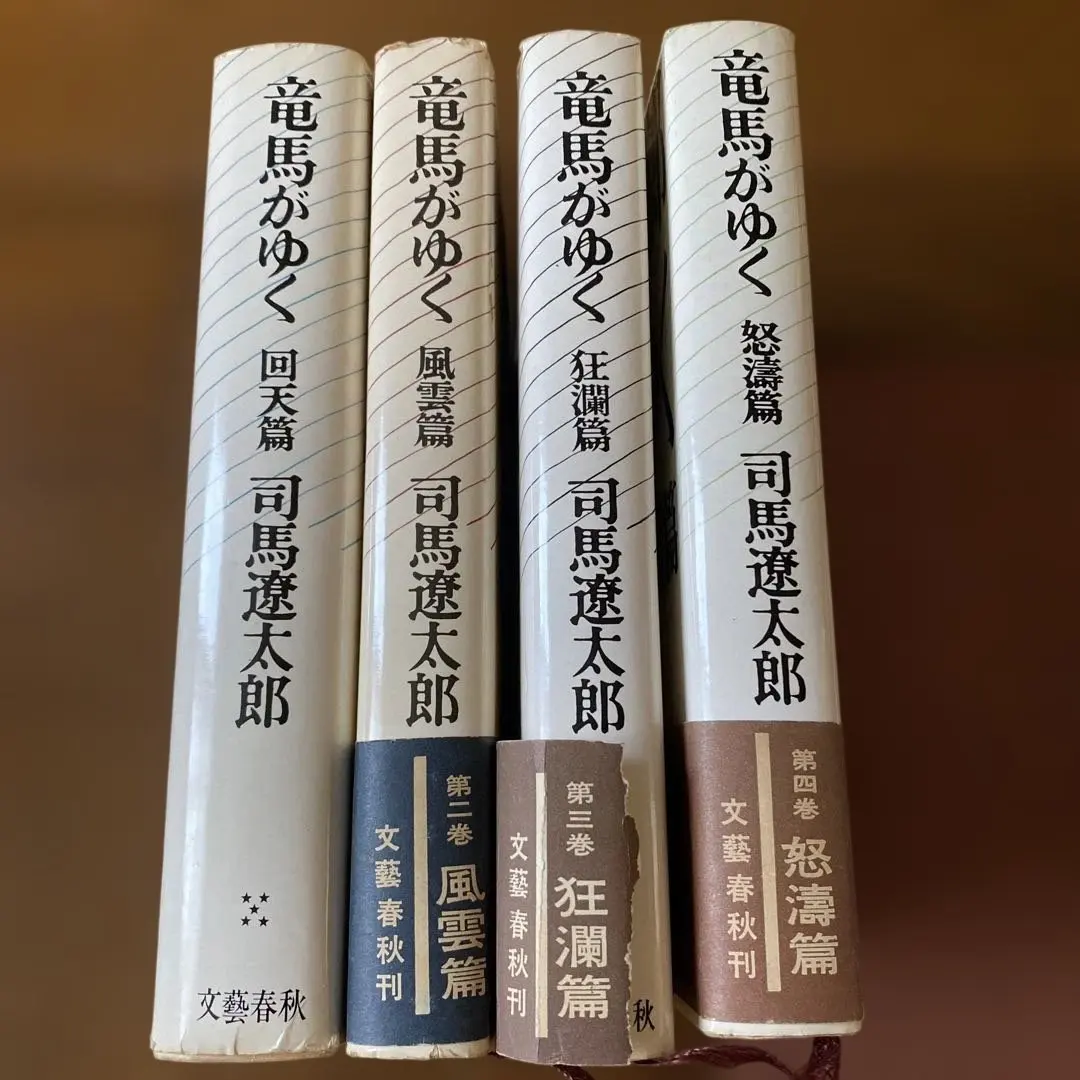 竜馬がゆく
回天篇
司馬遼太郎
文藝春秋
竜馬がゆく
風雲篇
司馬遼太郎
第二巻
風雲篇
文藝春秋刊
竜馬がゆく
狂瀾篇
司馬遼太郎
第三巻
狂瀾篇
文藝春秋刊
秋
竜馬がゆく
怒濤篇
司馬遼太郎
第四巻
怒濤篇
文藝春秋刊